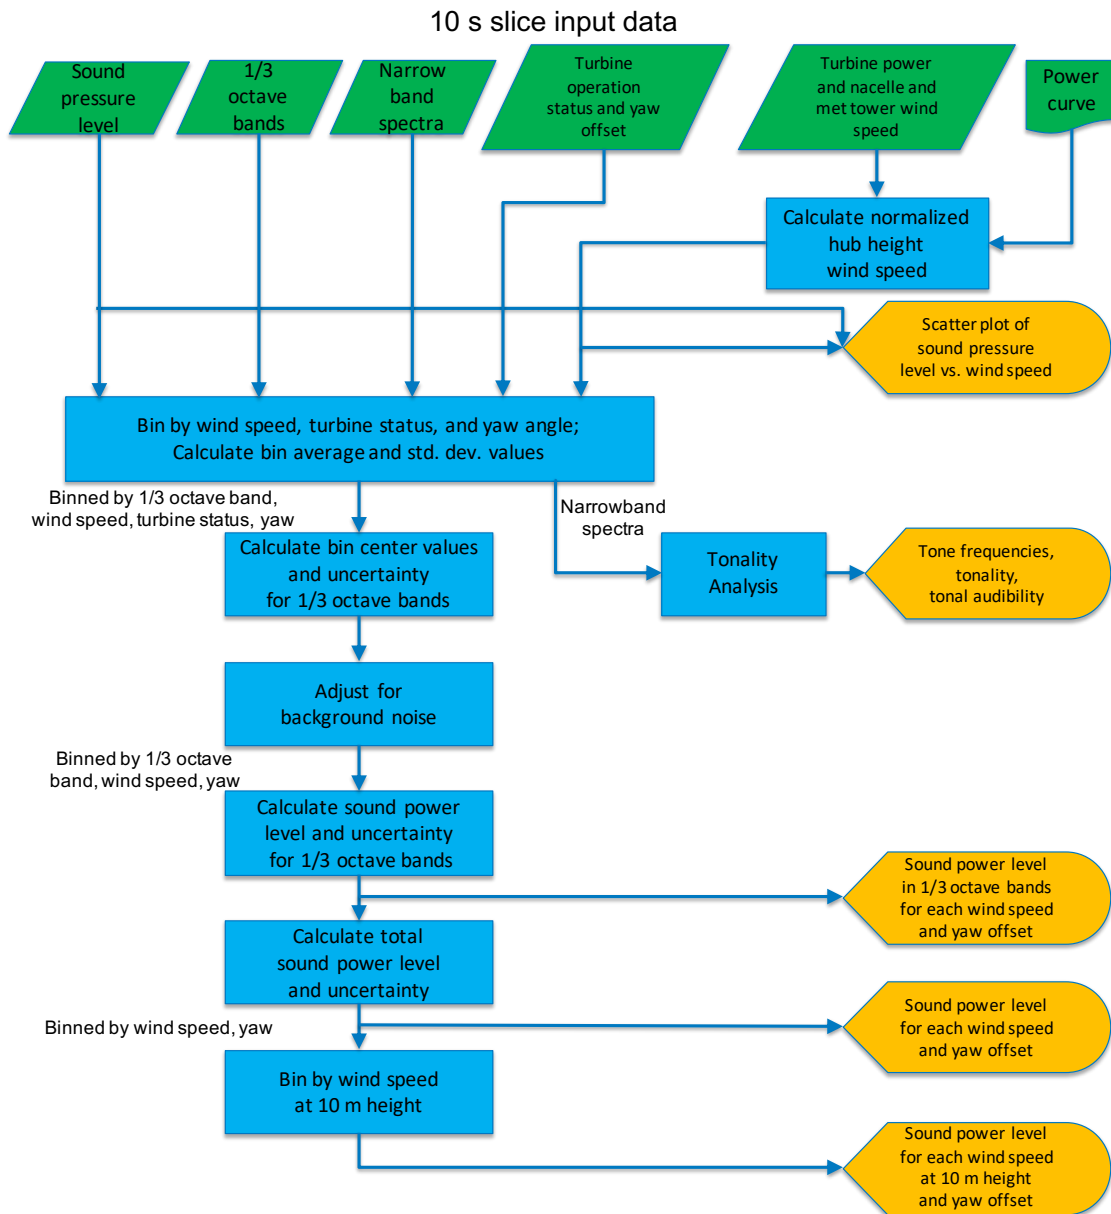 10 s slice input data
Sound
pressure
level
1/3
octave
bands
Narrow
band
spectra
Turbine
operation
status and yaw
offset
Turbine power
and nacelle and
met tower wind
speed
Power
curve
Calculate normalized
hub height
wind speed
Scatter plot of
sound pressure
level vs. wind speed
Bin by wind speed, turbine status, and yaw angle;
Calculate bin average and std. dev. values
Binned by 1/3 octave band,
wind speed, turbine status, yaw
Narrowband
spectra
Calculate bin center values
and uncertainty
for 1/3 octave bands
Tonality
Analysis
Tone frequencies,
tonality,
tonal audibility
Adjust for
background noise
Binned by 1/3 octave
band, wind speed, yaw
Calculate sound power
level and uncertainty
for 1/3 octave bands
Sound power level
in 1/3 octave bands
for each wind speed
and yaw offset
Calculate total
sound power level
and uncertainty
Binned by wind speed, yaw
Sound power level
for each wind speed
and yaw offset
Bin by wind speed
at 10 m height
Sound power level
for each wind speed
at 10 m height
and yaw offset